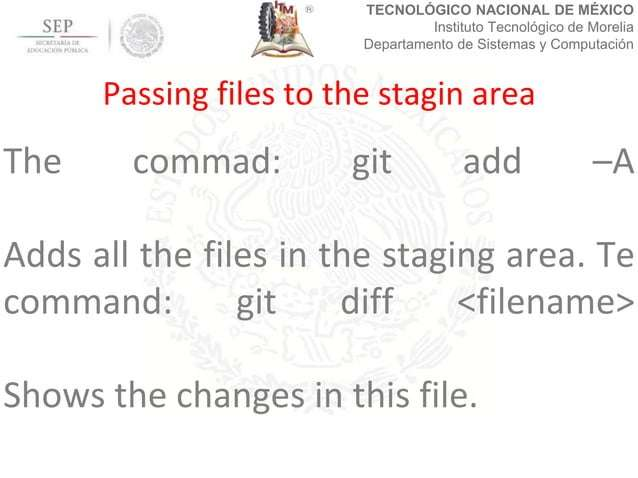 TECNOLÓGICO NACIONAL DE MÉXICO
Instituto Tecnológico de Morelia
Departamento de Sistemas y Computación
SEP
SECRETARÍA DE
EDUCACIÓN PÚBLICA
ITM
®
Passing files to the stagin area
The commad: git add –A
Adds all the files in the staging area. Te
command: git diff <filename>
Shows the changes in this file.